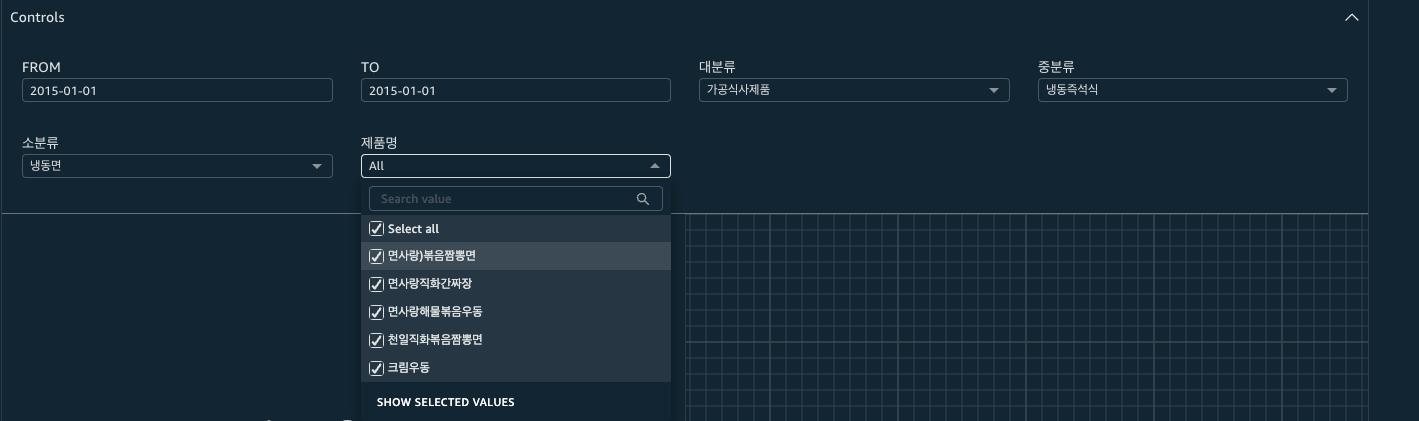 Controls
FROM
TO
대분류
중분류
2015-01-01
2015-01-01
가공식사제품
냉동즉석식
소분류
제품명
냉동면
All
Search value
Select all
면사랑)볶음짬뽕면
면사랑직화간짜장
면사랑해물볶음우동
천일직화볶음짬뽕면
크림우동
SHOW SELECTED VALUES